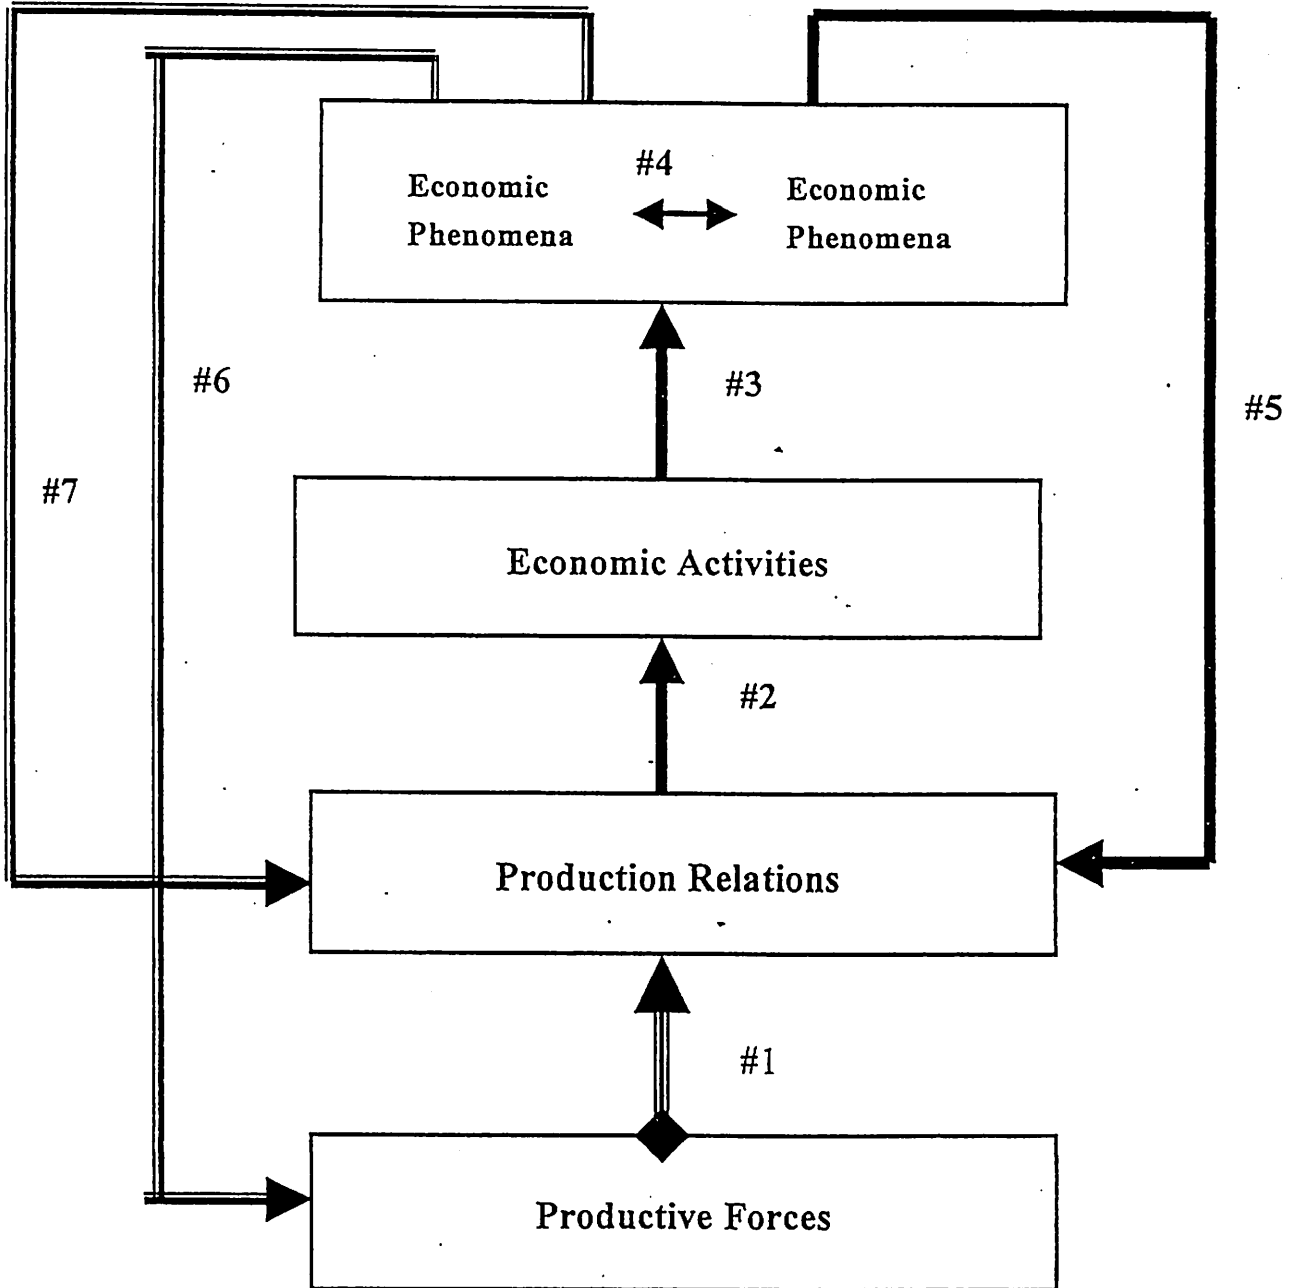 #4
Economic
Phenomena
Economic
Phenomena
#6
#3
#5
#7
Economic Activities
#2
Production Relations
#1
Productive Forces